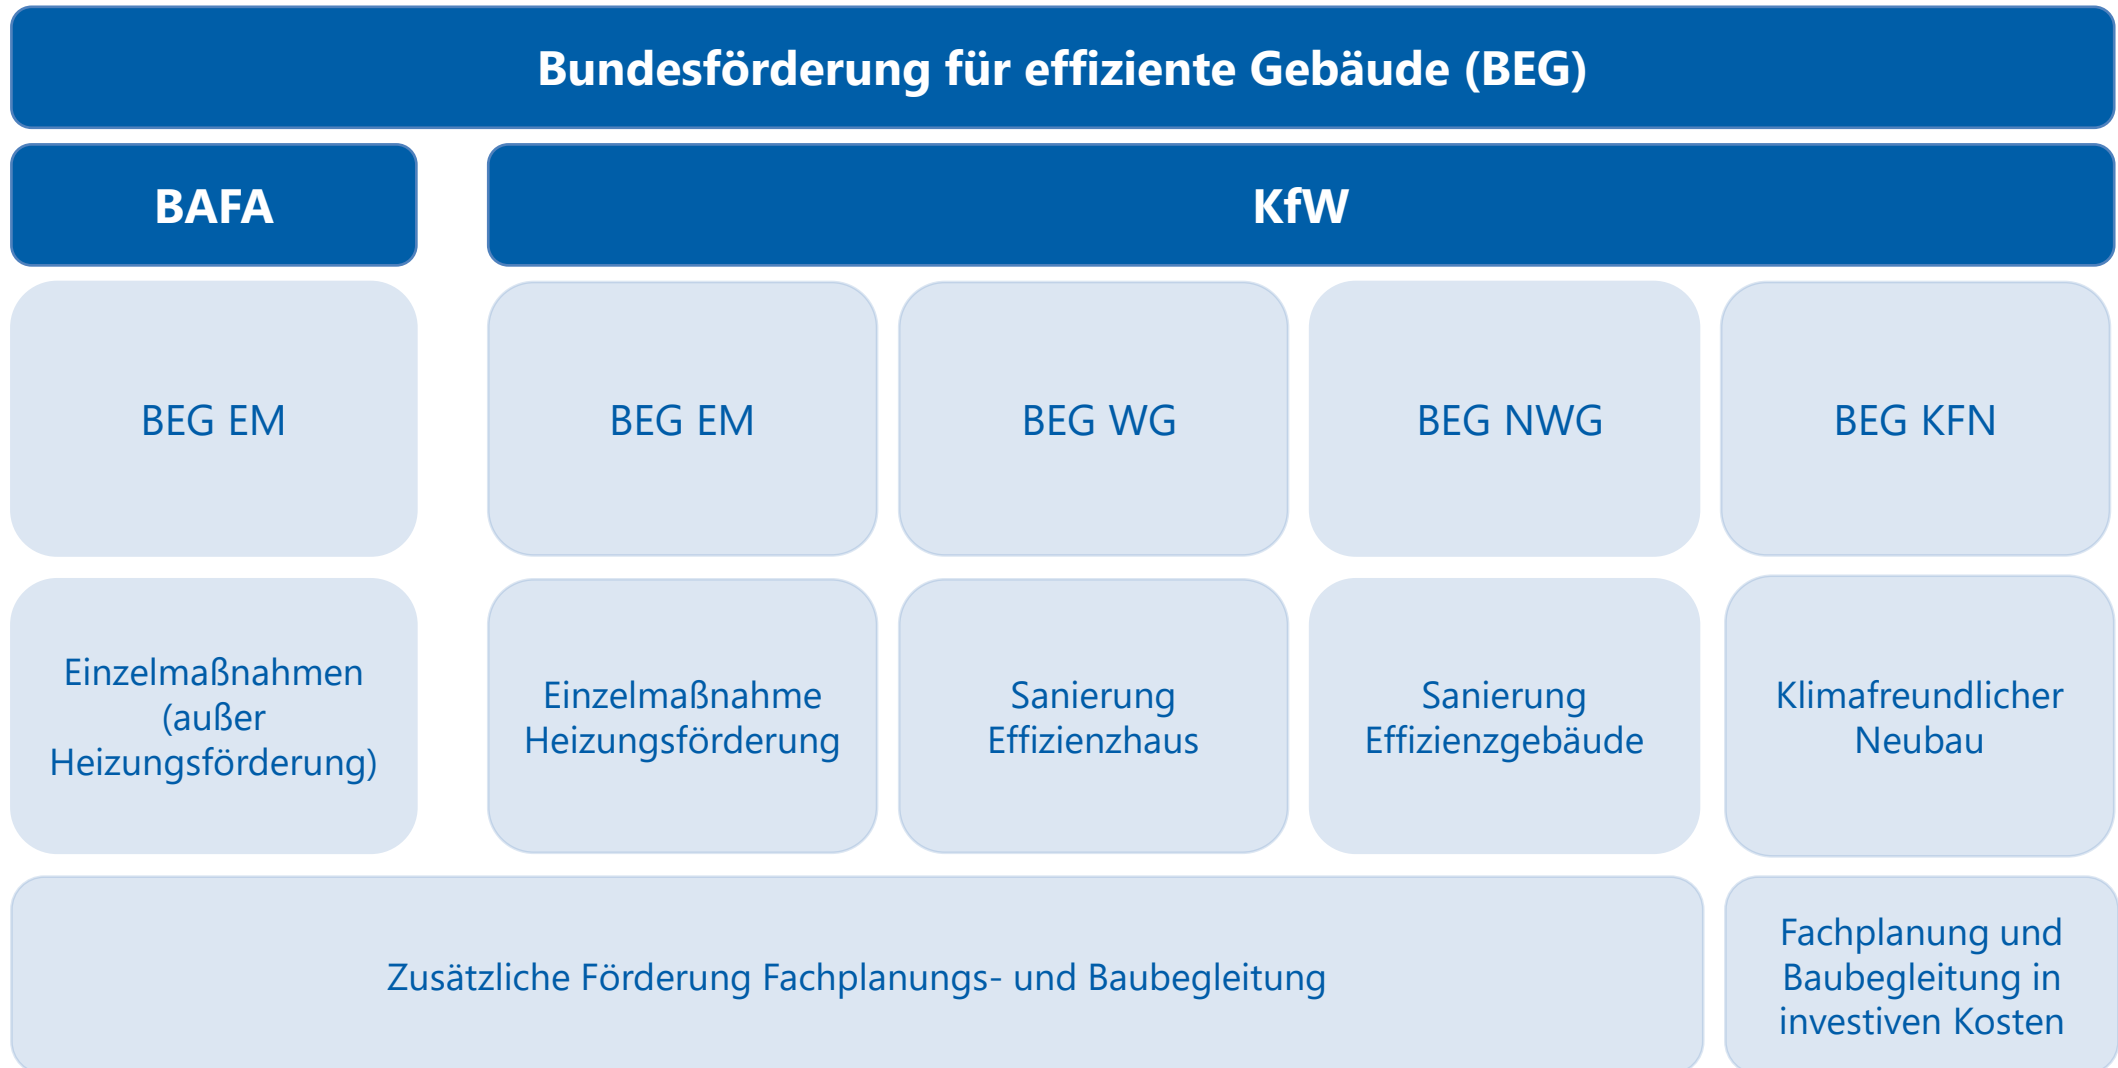 Bundesförderung für effiziente Gebäude (BEG)
BAFA
KfW
BEG EM
BEG EM
BEG WG
BEG NWG
BEG KFN
Einzelmaßnahmen
(außer
Heizungsförderung)
Einzelmaßnahme
Heizungsförderung
Sanierung
Effizienzhaus
Sanierung
Effizienzgebäude
Klimafreundlicher
Neubau
Zusätzliche Förderung Fachplanungs- und Baubegleitung
Fachplanung und
Baubegleitung in
investiven Kosten